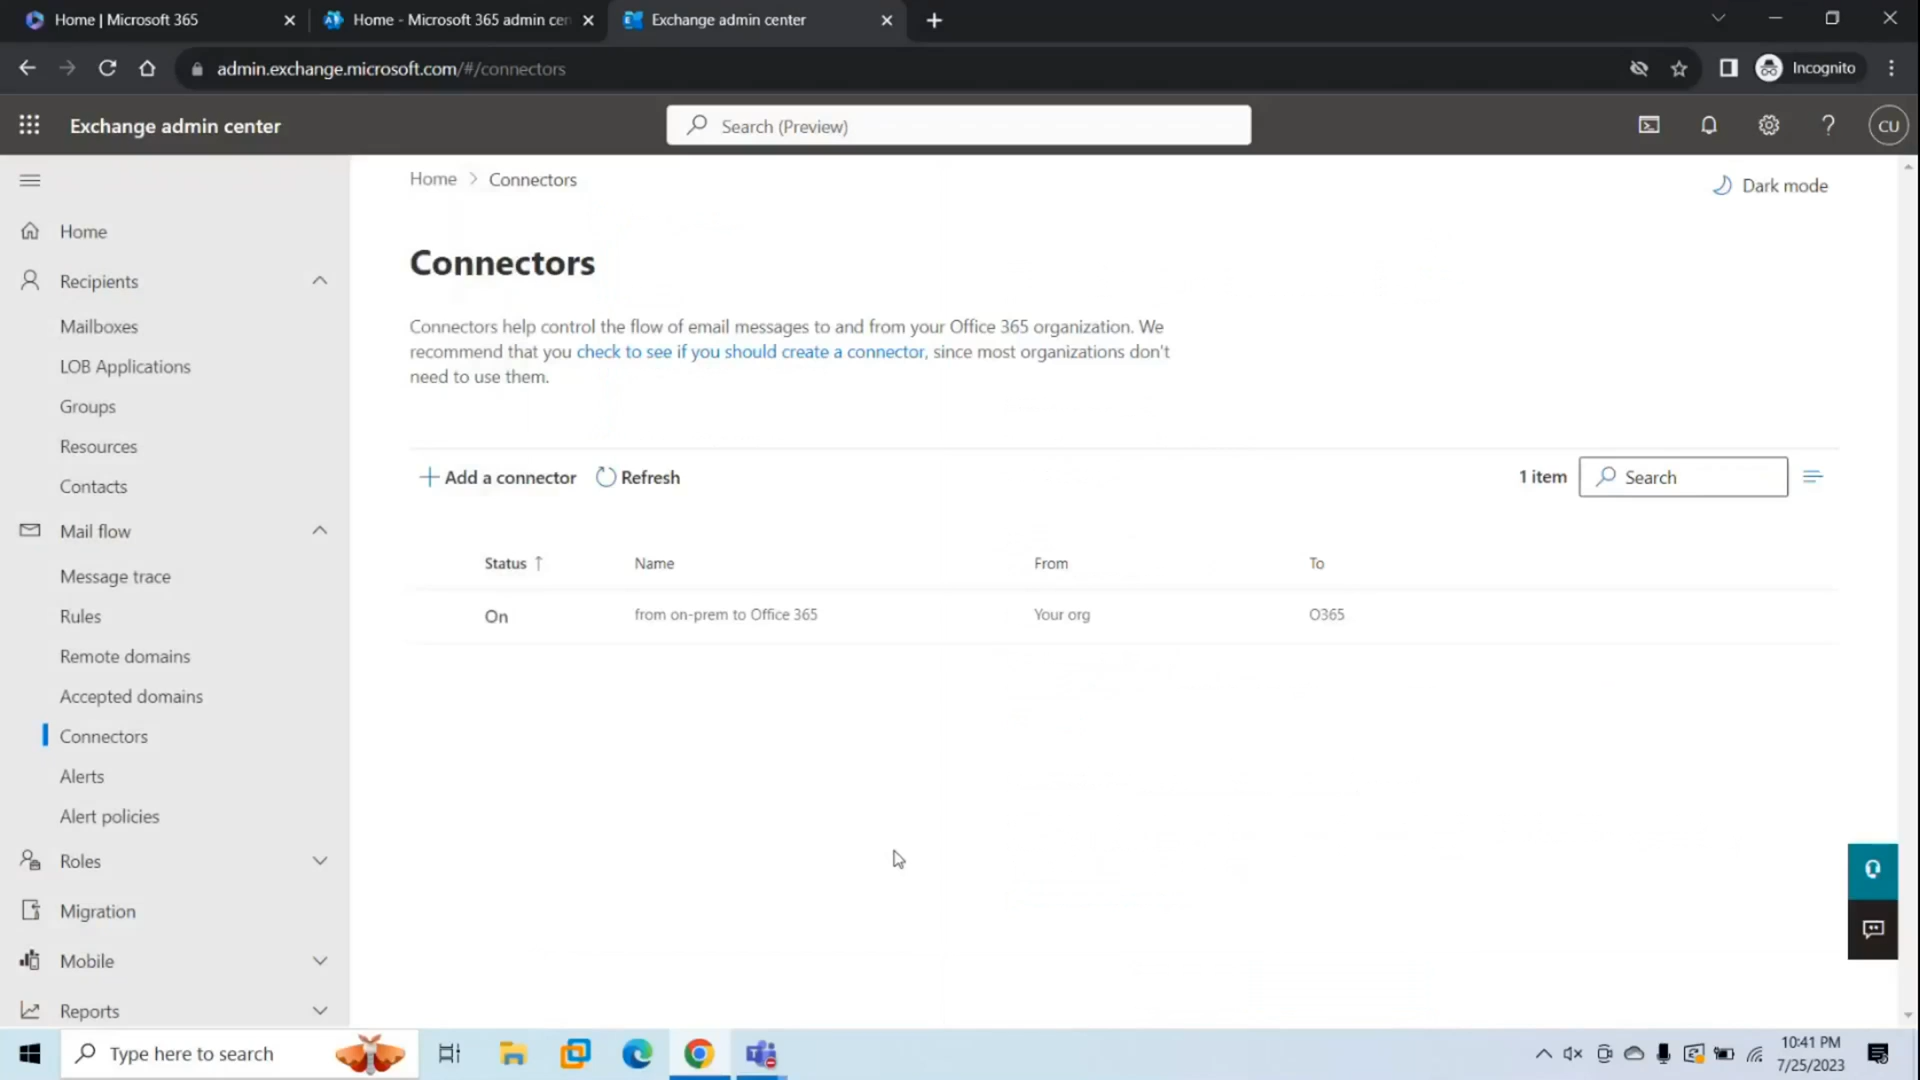 Home | Microsoft 365
Home - Microsoft 365 admin cen
Exchange admin center
admin.exchange.microsoft.com/#/connectors
Incognito
Exchange admin center
Search (Preview)
CU
Home
Connectors
Dark mode
Home
Recipients
Mailboxes
LOB Applications
Groups
Resources
Contacts
Mail flow
Message trace
Rules
Remote domains
Accepted domains
Connectors
Alerts
Alert policies
Roles
Migration
Mobile
Reports
Connectors
Connectors help control the flow of email messages to and from your Office 365 organization. We
recommend that you check to see if you should create a connector, since most organizations don't
need to use them.
Add a connector
Refresh
1 item
Search
Status ↑
Name
From
To
On
from on-prem to Office 365
Your org
O365
Type here to search
10:41 PM
7/25/2023